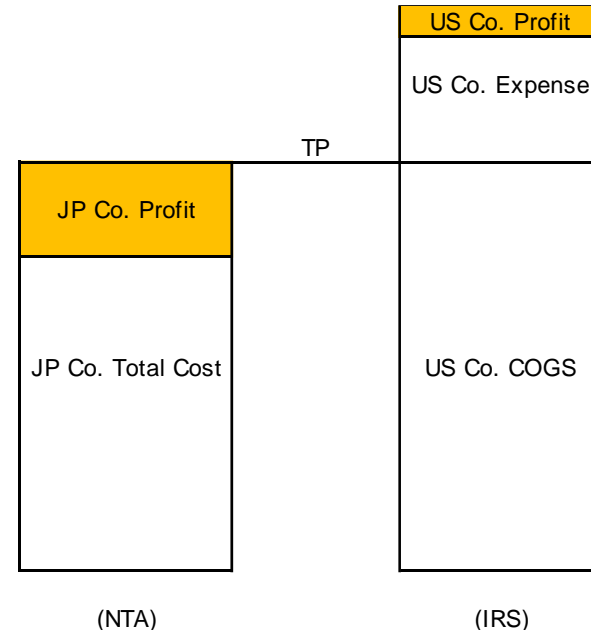 US Co. Profit
US Co. Expense
TP
JP Co. Profit
JP Co. Total Cost
US Co. COGS
(NTA)
(IRS)